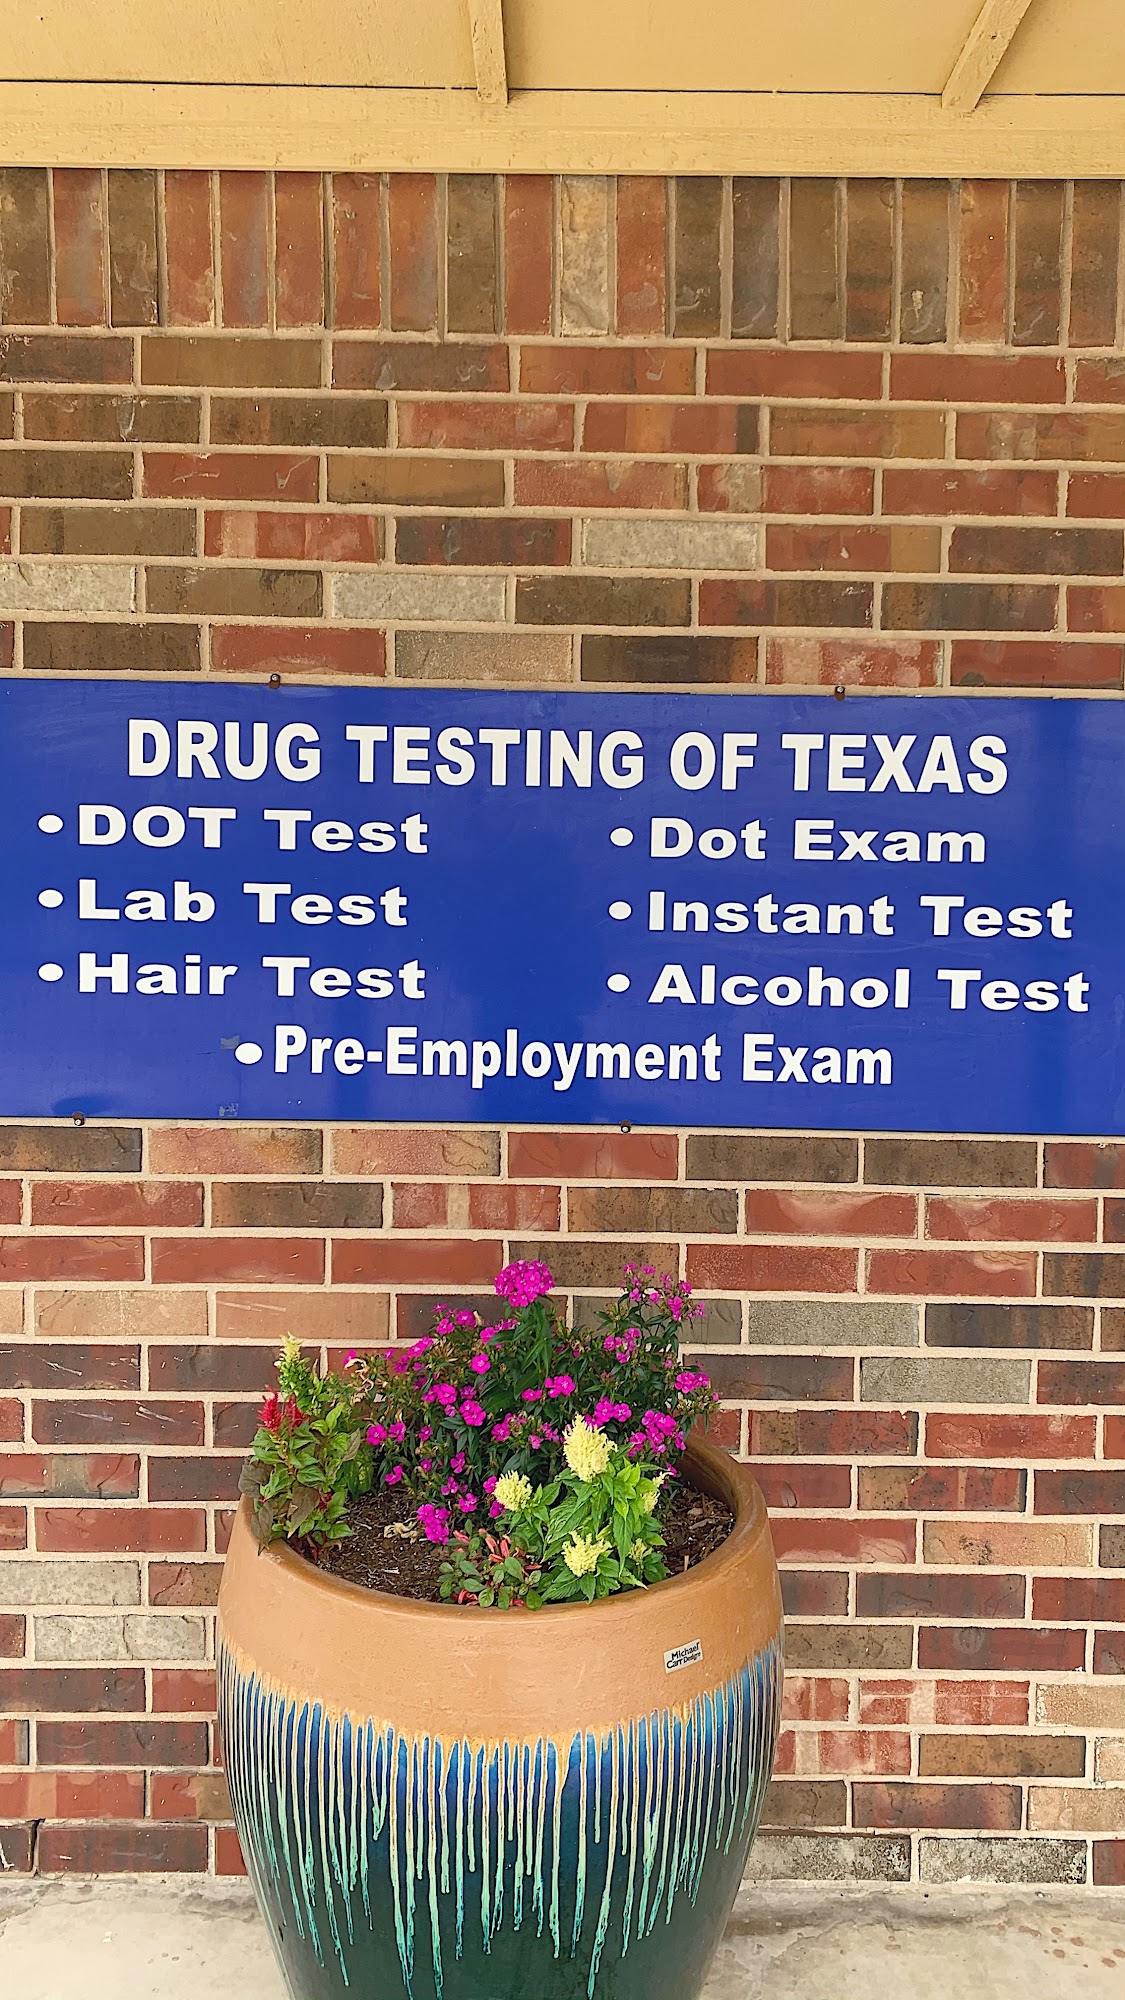 DRUG TESTING OF TEXAS
• DOT Test
• Dot Exam
• Lab Test
• Instant Test
• Hair Test
• Alcohol Test
• Pre-Employment Exam
Michael
Carr Designs